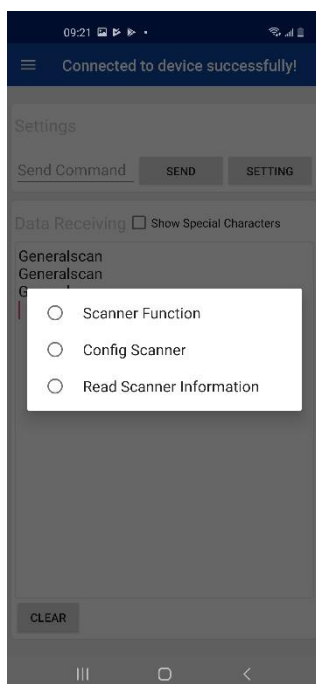 09:21
Connected to device successfully!
Settings
Send Command SEND SETTING
Data Receiving Show Special Characters
Generalscan
Generalscan
Scanner Function
Config Scanner
Read Scanner Information
CLEAR